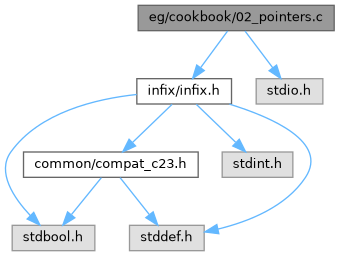 eg/cookbook/02_pointers.c
infix/infix.h
stdio.h
common/compat_c23.h
stdint.h
stdbool.h
stddef.h